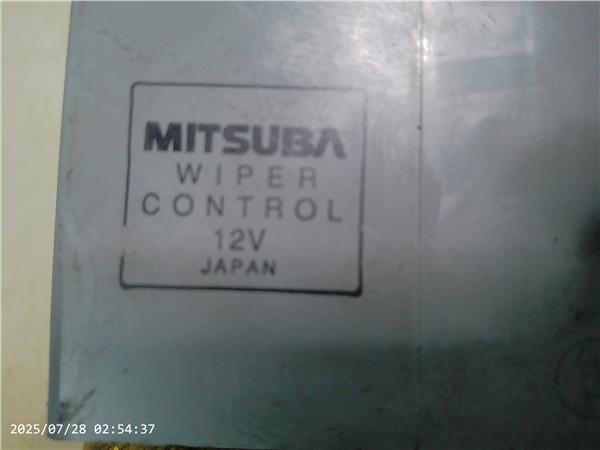 MITSUBA
WIPER
CONTROL
12V
JAPAN
2025/07/28 02:54:37